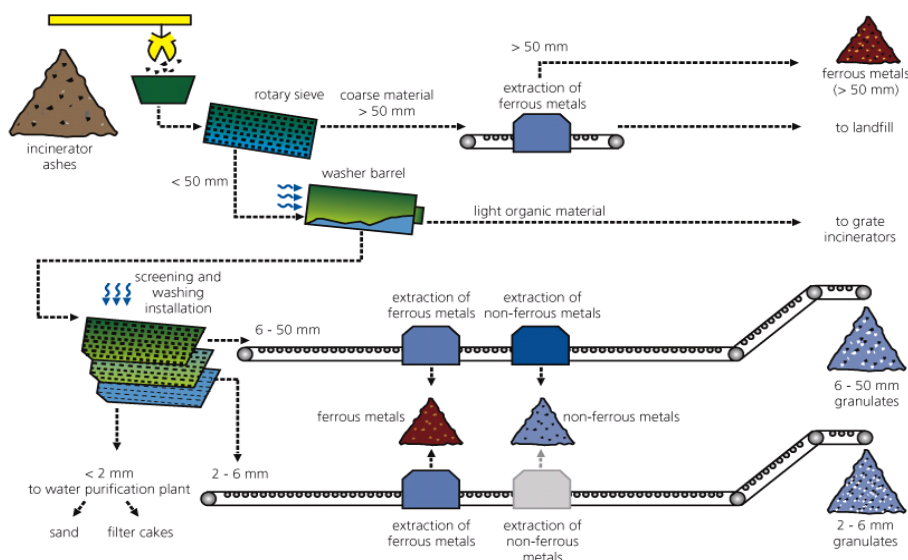 > 50 mm
ferrous metals
(> 50 mm)
rotary sieve
coarse material
> 50 mm
extraction of
ferrous metals
to landfill
incinerator
ashes
< 50 mm
washer barrel
light organic material
to grate
incinerators
screening and
washing
installation
6 - 50 mm
extraction of
ferrous metals
extraction of
non-ferrous metals
6 - 50 mm
granulates
ferrous metals
non-ferrous metals
< 2 mm
to water purification plant
sand
filter cakes
2 - 6 mm
extraction of
ferrous metals
extraction of
non-ferrous
metals
2 - 6 mm
granulates